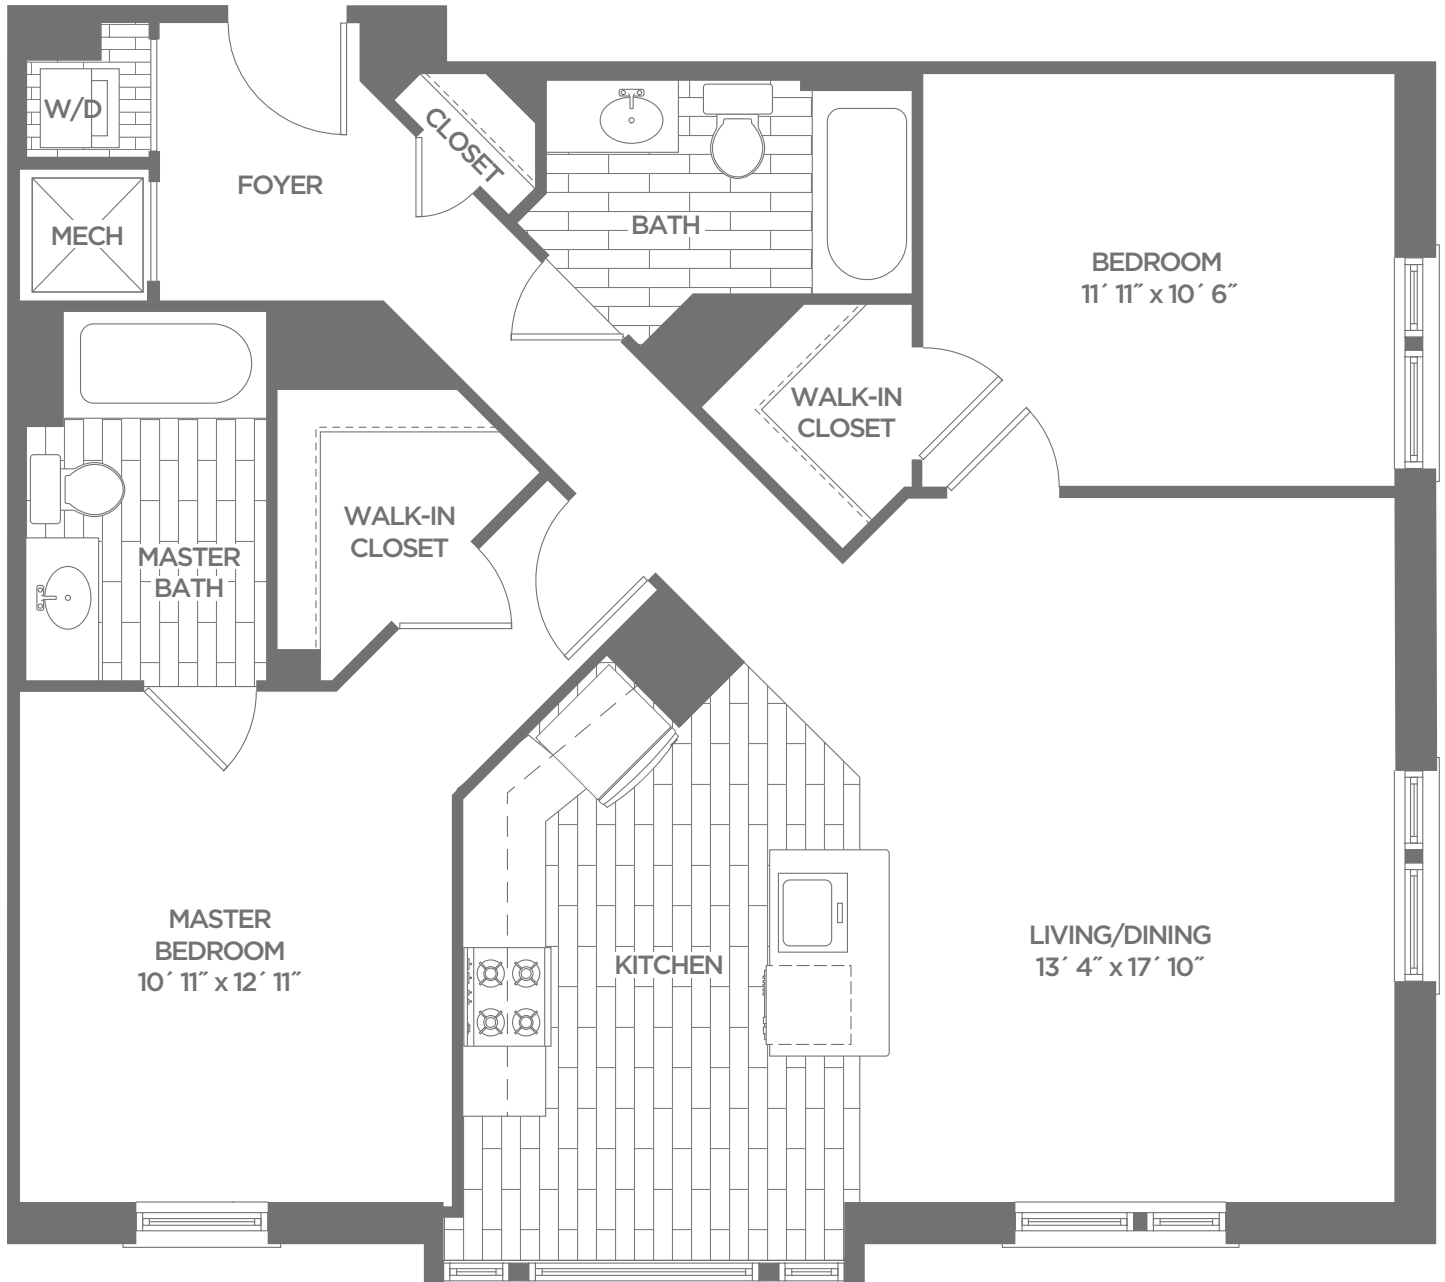 W/D
CLOSET
FOYER
MECH
BATH
BEDROOM
11´ 11˝ x 10´ 6˝
WALK-IN
CLOSET
WALK-IN
CLOSET
MASTER
BATH
MASTER
BEDROOM
10´ 11˝ x 12´ 11˝
KITCHEN
LIVING/DINING
13´ 4˝ x 17´ 10˝